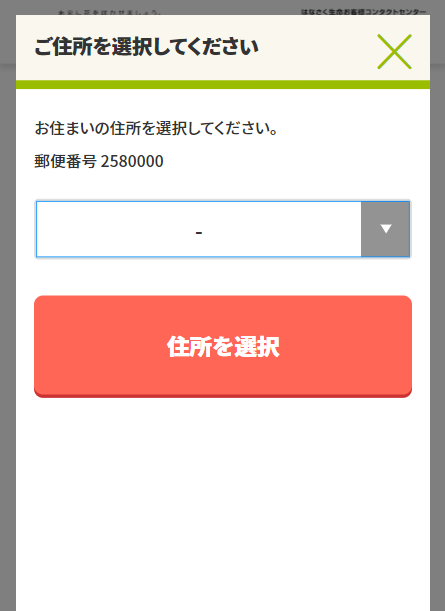 はなさく生命お客様コンタクトセンター
ご住所を選択してください
お住まいの住所を選択してください。
郵便番号 2580000
-
住所を選択